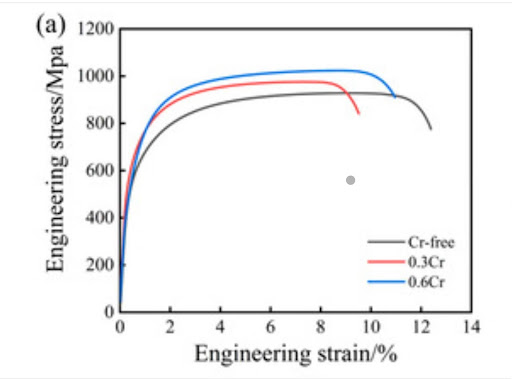 (a)
1200
1000
800
600
400
200
0
Engineering stress/Mpa
Cr-free
0.3Cr
0.6Cr
0 2 4 6 8 10 12 14
Engineering strain/%